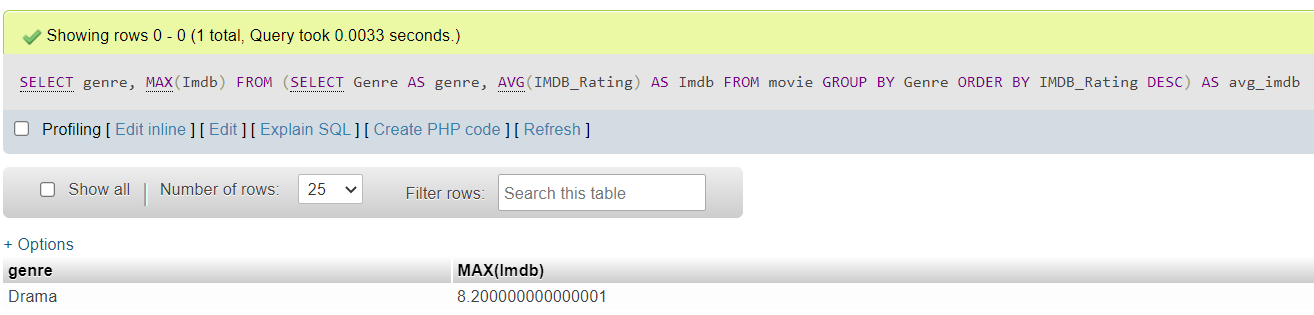 Showing rows 0 - 0 (1 total, Query took 0.0033 seconds.)
SELECT genre, MAX(Imdb) FROM (SELECT Genre AS genre, AVG(IMDB_Rating) AS Imdb FROM movie GROUP BY Genre ORDER BY IMDB_Rating DESC) AS avg_imdb
Profiling [ Edit inline ] [ Edit ] [ Explain SQL ] [ Create PHP code ] [ Refresh ]
Show all | Number of rows: 25 Filter rows: Search this table
+ Options
genre MAX(Imdb)
Drama 8.200000000000001